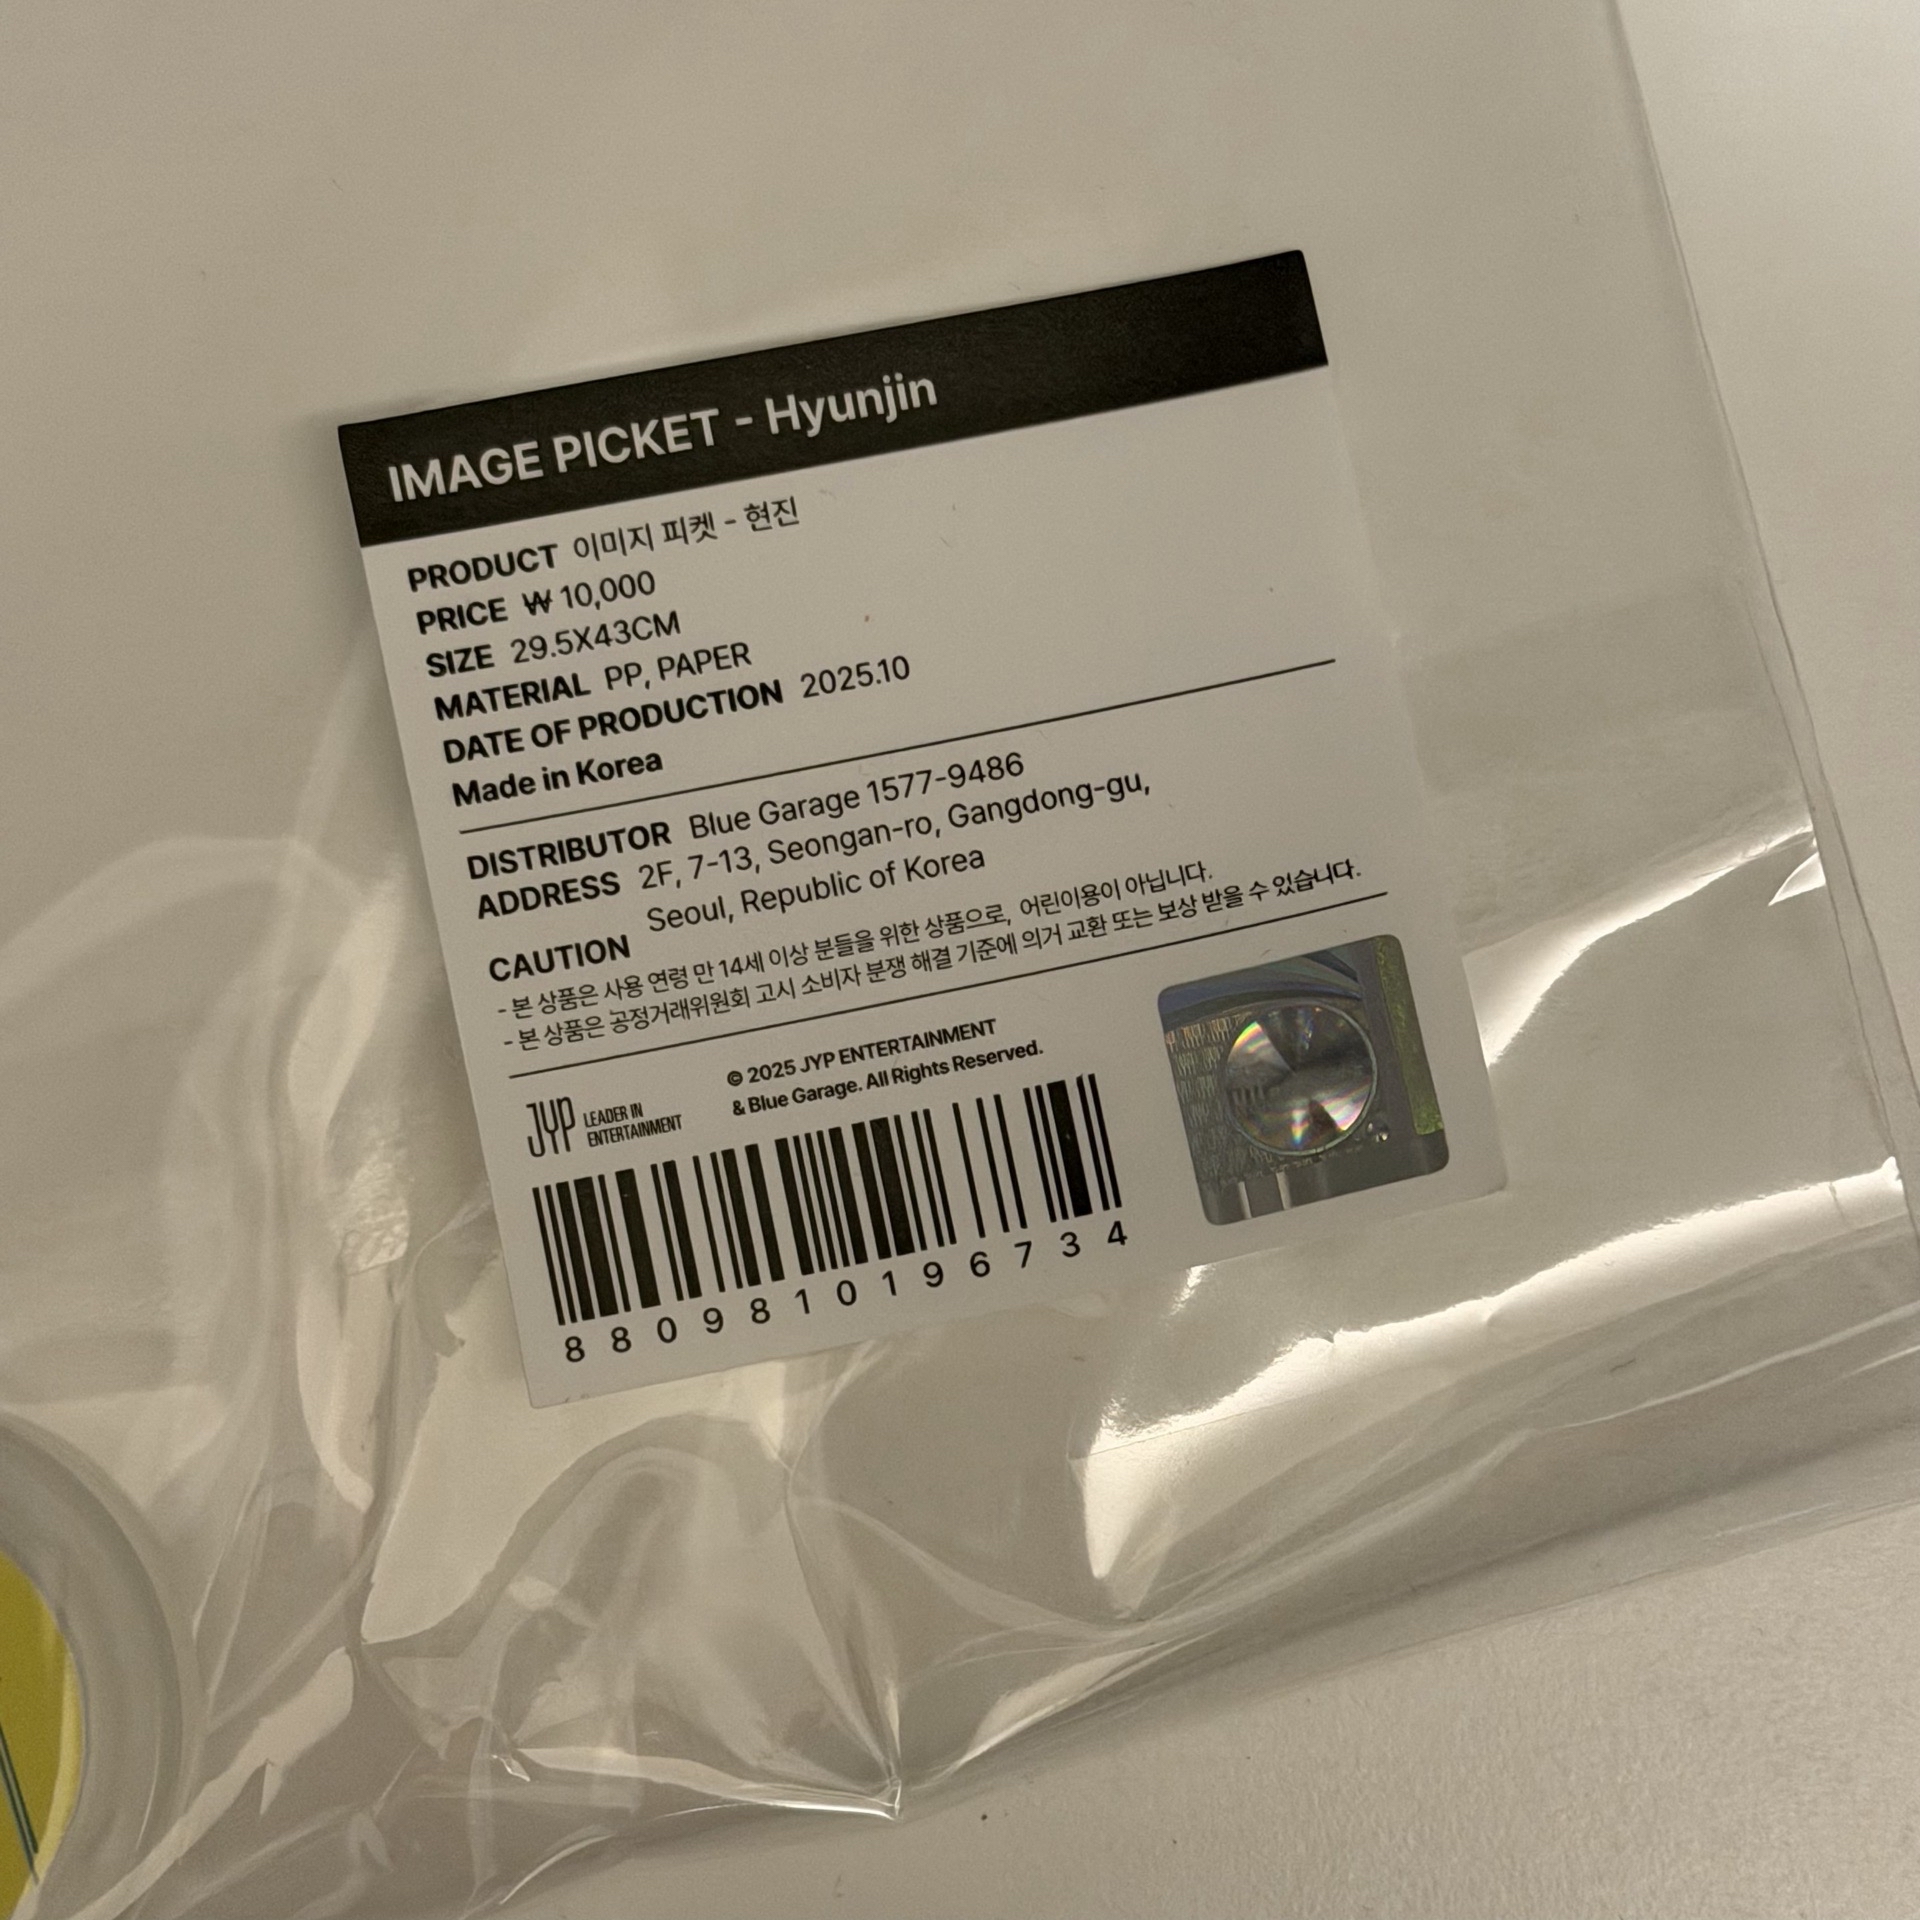 IMAGE PICKET - Hyunjin
PRODUCT 이미지 피켓 - 현진
PRICE ₩ 10,000
SIZE 29.5X43CM
MATERIAL PP, PAPER
DATE OF PRODUCTION 2025.10
Made in Korea
DISTRIBUTOR Blue Garage 1577-9486
ADDRESS 2F, 7-13, Seongan-ro, Gangdong-gu,
Seoul, Republic of Korea
CAUTION
- 본 상품은 사용 연령 만 14세 이상 분들을 위한 상품으로, 어린이용이 아닙니다.
- 본 상품은 공정거래위원회 고시 소비자 분쟁 해결 기준에 의거 교환 또는 보상 받을 수 있습니다.
© 2025 JYP ENTERTAINMENT
& Blue Garage. All Rights Reserved.
JYP LEADER IN
ENTERTAINMENT
8809810196734